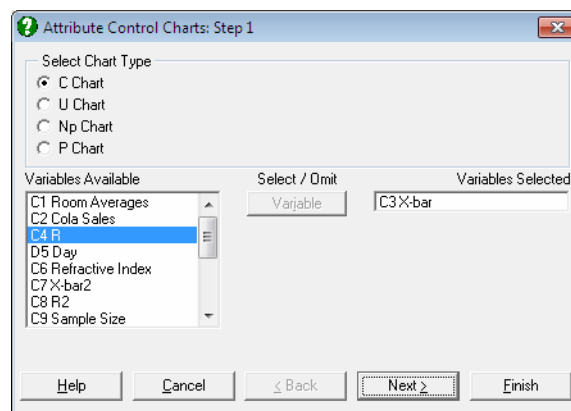 Attribute Control Charts: Step 1
Select Chart Type
C Chart
U Chart
Np Chart
P Chart
Variables Available
Select / Omit
Variables Selected
C1 Room Averages
C2 Cola Sales
C4 R
D5 Day
C6 Refractive Index
C7 X-bar2
C8 R2
C9 Sample Size
Variable
C3 X-bar
Help
Cancel
< Back
Next >
Finish